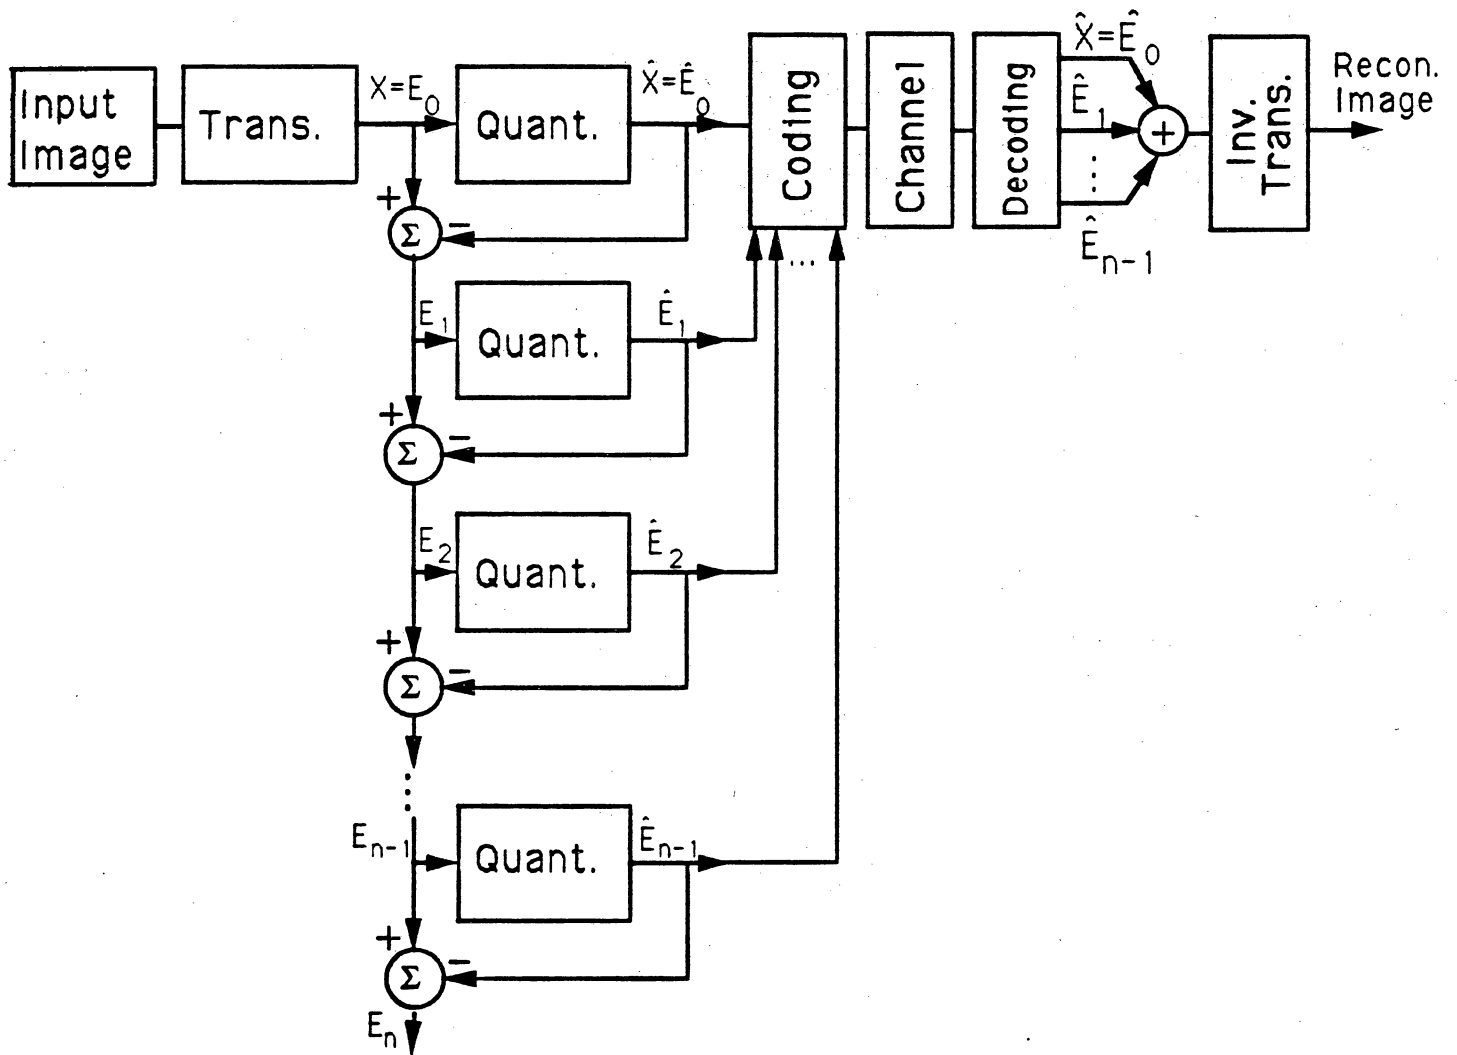 Input
Image
Trans.
X=E₀
Quant.
X̂=Ê₀
Coding
Channel
Decoding
X̂=Ê₀
Ê₁
⋮
Ên-1
+
Inv.
Trans.
Recon.
Image
+
−
Σ
E₁
Quant.
Ê₁
...
+
−
Σ
E₂
Quant.
Ê₂
+
−
Σ
⋮
En-1
Quant.
Ên-1
+
−
Σ
En